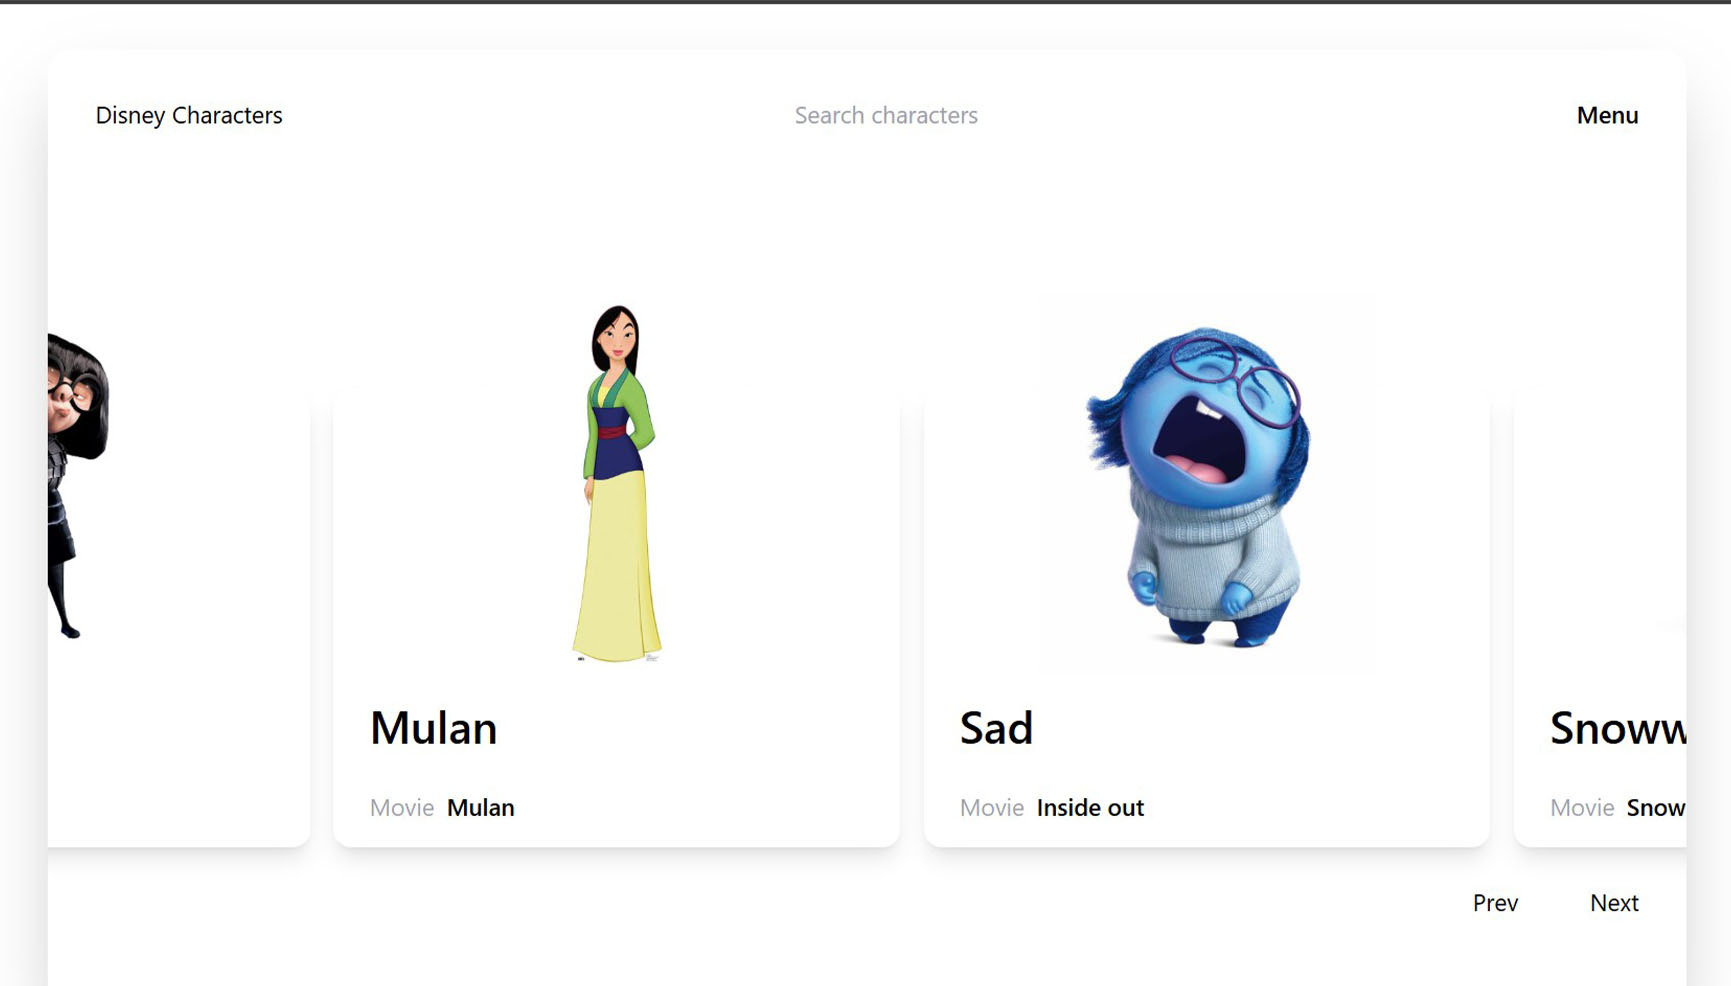 Disney Characters
Search characters
Menu
Mulan
Movie Mulan
Sad
Movie Inside out
Snoww
Movie Snow
Prev
Next